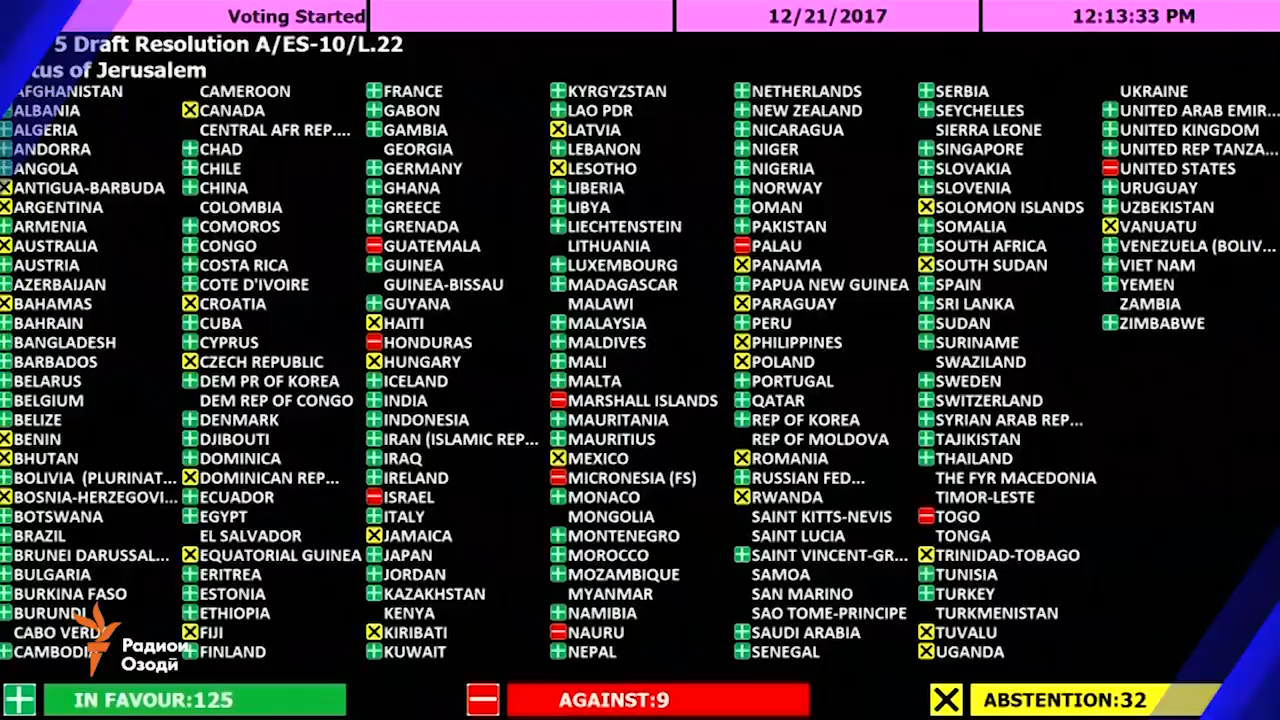 Voting Started 12/21/2017 12:13:33 PM
5 Draft Resolution A/ES-10/L.22
tus of Jerusalem
AFGHANISTAN
ALBANIA
ALGERIA
ANDORRA
ANGOLA
ANTIGUA-BARBUDA
ARGENTINA
ARMENIA
AUSTRALIA
AUSTRIA
AZERBAIJAN
BAHAMAS
BAHRAIN
BANGLADESH
BARBADOS
BELARUS
BELGIUM
BELIZE
BENIN
BHUTAN
BOLIVIA (PLURINAT...
BOSNIA-HERZEGOVI...
BOTSWANA
BRAZIL
BRUNEI DARUSSAL...
BULGARIA
BURKINA FASO
BURUNDI
CABO VERDE
CAMBODIA
CAMEROON
CANADA
CENTRAL AFR REP....
CHAD
CHILE
CHINA
COLOMBIA
COMOROS
CONGO
COSTA RICA
COTE D'IVOIRE
CROATIA
CUBA
CYPRUS
CZECH REPUBLIC
DEM PR OF KOREA
DEM REP OF CONGO
DENMARK
DJIBOUTI
DOMINICA
DOMINICAN REP...
ECUADOR
EGYPT
EL SALVADOR
EQUATORIAL GUINEA
ERITREA
ESTONIA
ETHIOPIA
FIJI
FINLAND
FRANCE
GABON
GAMBIA
GEORGIA
GERMANY
GHANA
GREECE
GRENADA
GUATEMALA
GUINEA
GUINEA-BISSAU
GUYANA
HAITI
HONDURAS
HUNGARY
ICELAND
INDIA
INDONESIA
IRAN (ISLAMIC REP...
IRAQ
IRELAND
ISRAEL
ITALY
JAMAICA
JAPAN
JORDAN
KAZAKHSTAN
KENYA
KIRIBATI
KUWAIT
KYRGYZSTAN
LAO PDR
LATVIA
LEBANON
LESOTHO
LIBERIA
LIBYA
LIECHTENSTEIN
LITHUANIA
LUXEMBOURG
MADAGASCAR
MALAWI
MALAYSIA
MALDIVES
MALI
MALTA
MARSHALL ISLANDS
MAURITANIA
MAURITIUS
MEXICO
MICRONESIA (FS)
MONACO
MONGOLIA
MONTENEGRO
MOROCCO
MOZAMBIQUE
MYANMAR
NAMIBIA
NAURU
NEPAL
NETHERLANDS
NEW ZEALAND
NICARAGUA
NIGER
NIGERIA
NORWAY
OMAN
PAKISTAN
PALAU
PANAMA
PAPUA NEW GUINEA
PARAGUAY
PERU
PHILIPPINES
POLAND
PORTUGAL
QATAR
REP OF KOREA
REP OF MOLDOVA
ROMANIA
RUSSIAN FED...
RWANDA
SAINT KITTS-NEVIS
SAINT LUCIA
SAINT VINCENT-GR...
SAMOA
SAN MARINO
SAO TOME-PRINCIPE
SAUDI ARABIA
SENEGAL
SERBIA
SEYCHELLES
SIERRA LEONE
SINGAPORE
SLOVAKIA
SLOVENIA
SOLOMON ISLANDS
SOMALIA
SOUTH AFRICA
SOUTH SUDAN
SPAIN
SRI LANKA
SUDAN
SURINAME
SWAZILAND
SWEDEN
SWITZERLAND
SYRIAN ARAB REP...
TAJIKISTAN
THAILAND
THE FYR MACEDONIA
TIMOR-LESTE
TOGO
TONGA
TRINIDAD-TOBAGO
TUNISIA
TURKEY
TURKMENISTAN
TUVALU
UGANDA
UKRAINE
UNITED ARAB EMIR...
UNITED KINGDOM
UNITED REP TANZA...
UNITED STATES
URUGUAY
UZBEKISTAN
VANUATU
VENEZUELA (BOLIV...
VIET NAM
YEMEN
ZAMBIA
ZIMBABWE
Радиои
Озодӣ
IN FAVOUR:125 AGAINST:9 ABSTENTION:32